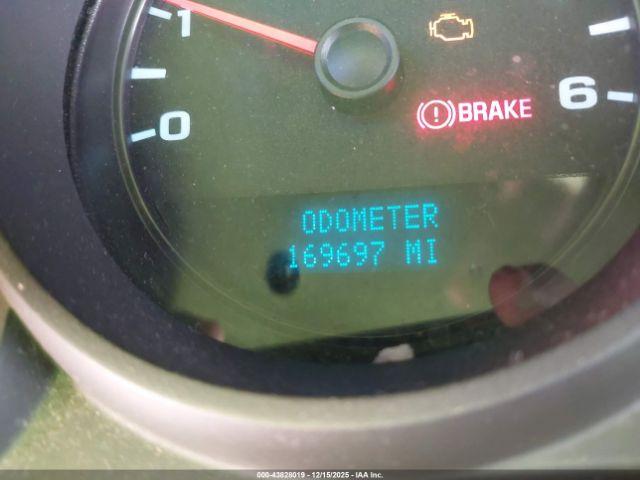 1
0
6
BRAKE
ODOMETER
169697 MI
000-43828019 - 12/15/2025 - IAA Inc.